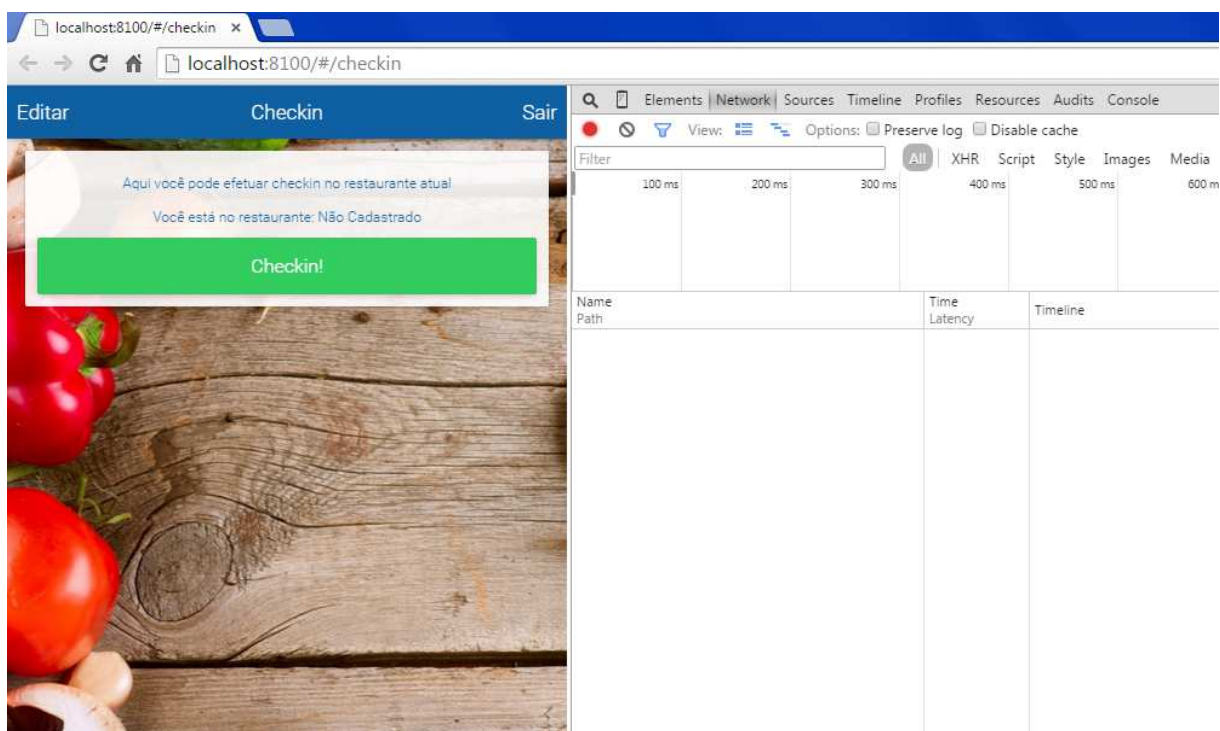 localhost:8100/#/checkin ×
localhost:8100/#/checkin
Editar Checkin Sair
Aqui você pode efetuar checkin no restaurante atual
Você está no restaurante: Não Cadastrado
Checkin!
Elements Network Sources Timeline Profiles Resources Audits Console
View: Options: Preserve log Disable cache
Filter All XHR Script Style Images Media
100 ms 200 ms 300 ms 400 ms 500 ms 600 m
Name Time Timeline
Path Latency